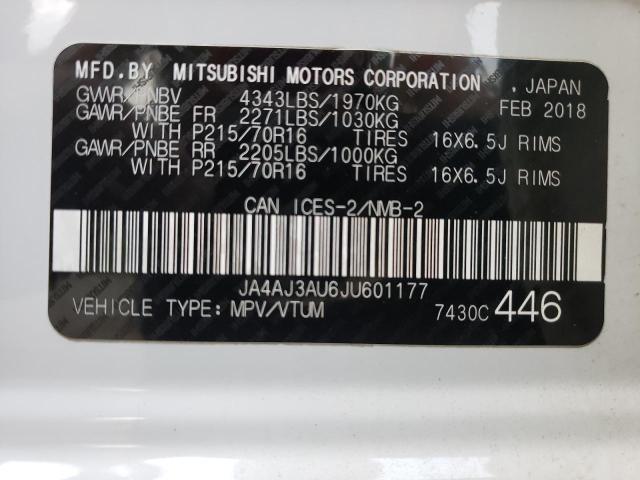 MFD.BY MITSUBISHI MOTORS CORPORATION , JAPAN
GVWR/PNBV 4343LBS/1970KG FEB 2018
GAWR/PNBE FR 2271LBS/1030KG
WITH P215/70R16 TIRES 16X6.5J RIMS
GAWR/PNBE RR 2205LBS/1000KG
WITH P215/70R16 TIRES 16X6.5J RIMS
CAN ICES-2/NMB-2
JA4AJ3AU6JU601177
VEHICLE TYPE: MPV/VTUM 7430C 446